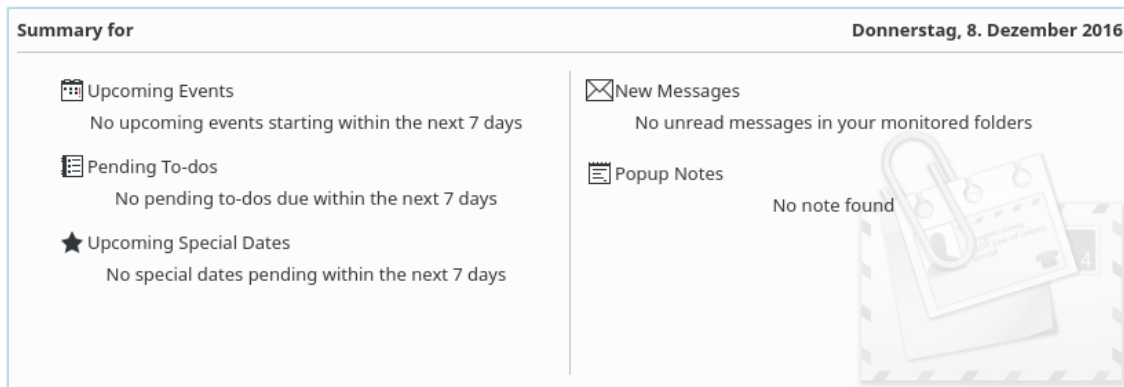 Summary for
Donnerstag, 8. Dezember 2016
Upcoming Events
No upcoming events starting within the next 7 days
Pending To-dos
No pending to-dos due within the next 7 days
Upcoming Special Dates
No special dates pending within the next 7 days
New Messages
No unread messages in your monitored folders
Popup Notes
No note found
4